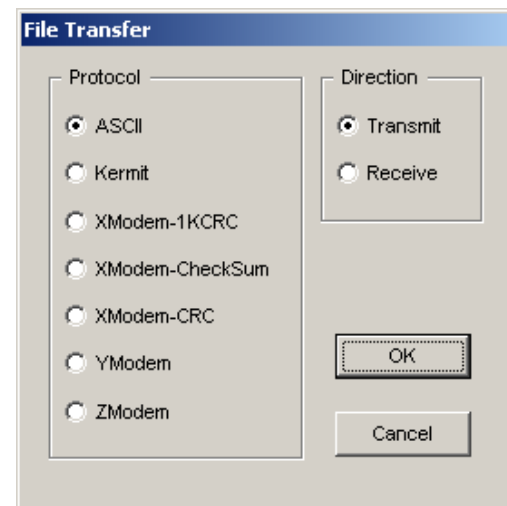 File Transfer
Protocol
ASCII
Kermit
XModem-1KCRC
XModem-CheckSum
XModem-CRC
YModem
ZModem
Direction
Transmit
Receive
OK
Cancel